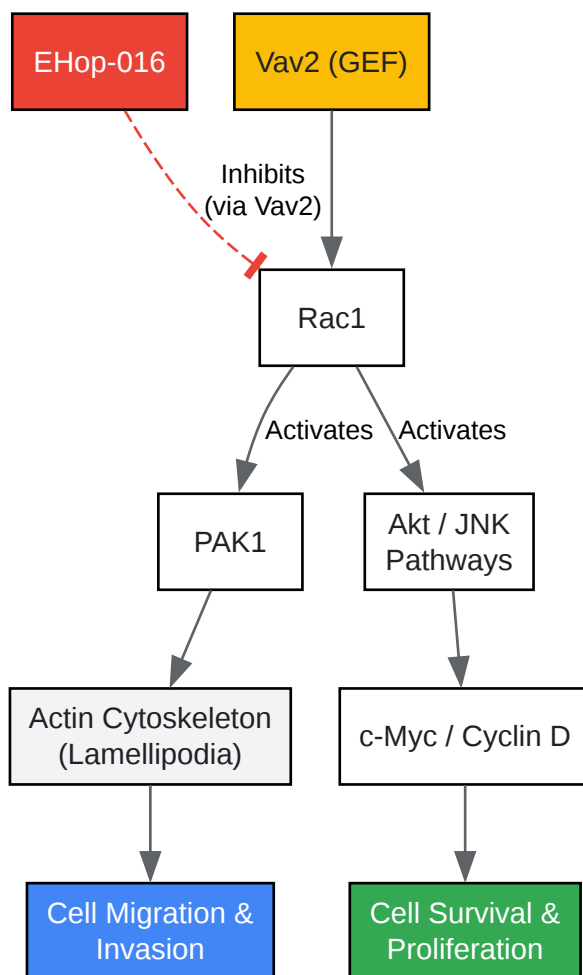 EHop-016
Vav2 (GEF)
Inhibits
(via Vav2)
Rac1
Activates
Activates
PAK1
Akt / JNK
Pathways
Actin Cytoskeleton
(Lamellipodia)
c-Myc / Cyclin D
Cell Migration &
Invasion
Cell Survival &
Proliferation